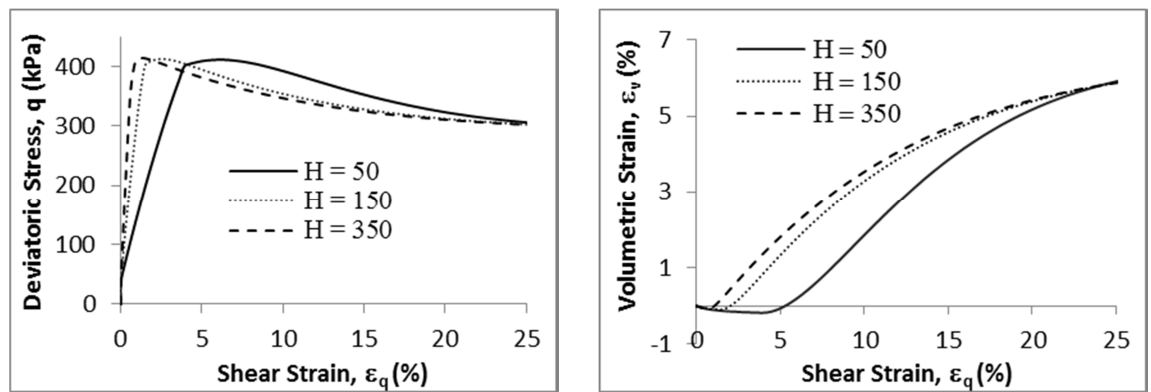 Deviatoric Stress, q (kPa)
400
300
200
100
0
H = 50
H = 150
H = 350
0 5 10 15 20 25
Shear Strain, εq (%)
Volumetric Strain, εv (%)
7
5
3
1
-1
H = 50
H = 150
H = 350
0 5 10 15 20 25
Shear Strain, εq (%)